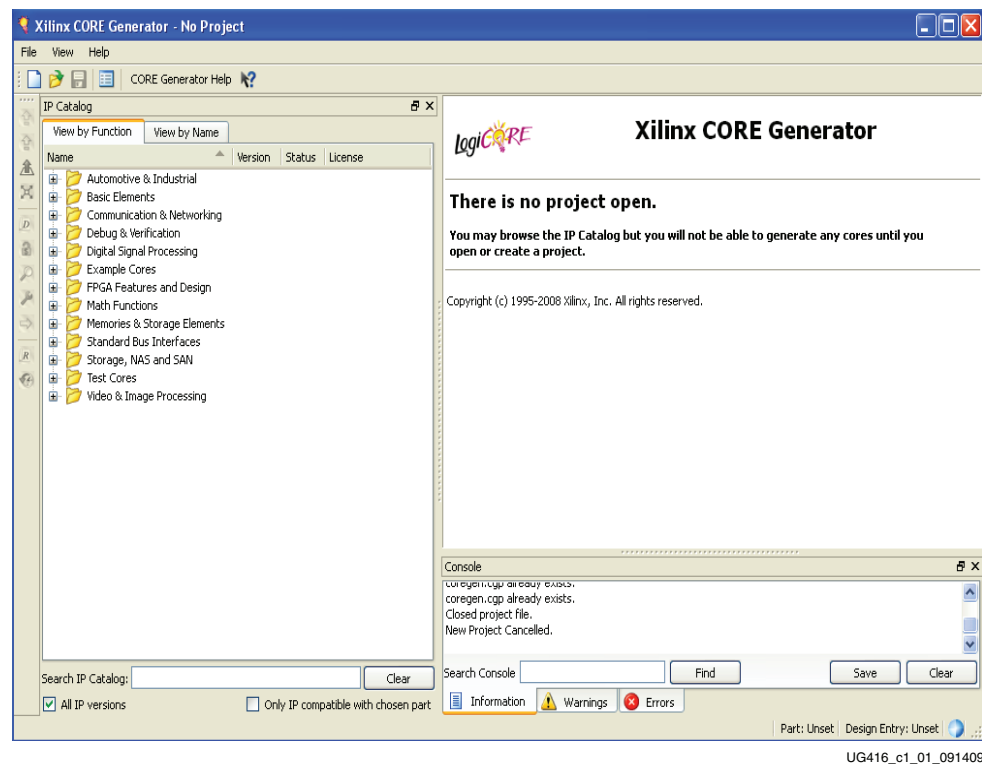 Xilinx CORE Generator - No Project
File View Help
CORE Generator Help
IP Catalog
View by Function View by Name
Name Version Status License
Automotive & Industrial
Basic Elements
Communication & Networking
Debug & Verification
Digital Signal Processing
Example Cores
FPGA Features and Design
Math Functions
Memories & Storage Elements
Standard Bus Interfaces
Storage, NAS and SAN
Test Cores
Video & Image Processing
Search IP Catalog: Clear
All IP versions Only IP compatible with chosen part
logiCORE Xilinx CORE Generator
There is no project open.
You may browse the IP Catalog but you will not be able to generate any cores until you
open or create a project.
Copyright (c) 1995-2008 Xilinx, Inc. All rights reserved.
Console
coregen.cgp already exists.
coregen.cgp already exists.
Closed project file.
New Project Cancelled.
Search Console Find Save Clear
Information Warnings Errors
Part: Unset Design Entry: Unset
UG416_c1_01_091409